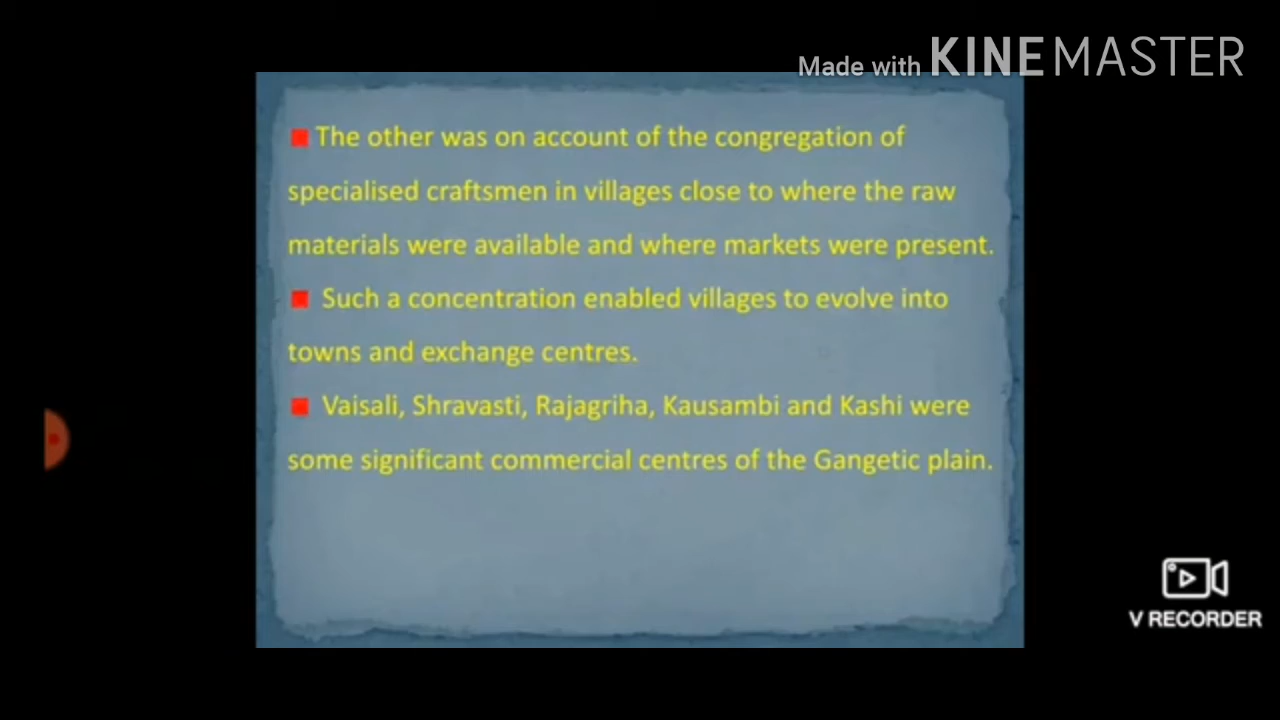 Made with KINEMASTER
The other was on account of the congregation of
specialised craftsmen in villages close to where the raw
materials were available and where markets were present.
Such a concentration enabled villages to evolve into
towns and exchange centres.
Vaisali, Shravasti, Rajagriha, Kausambi and Kashi were
some significant commercial centres of the Gangetic plain.
V RECORDER